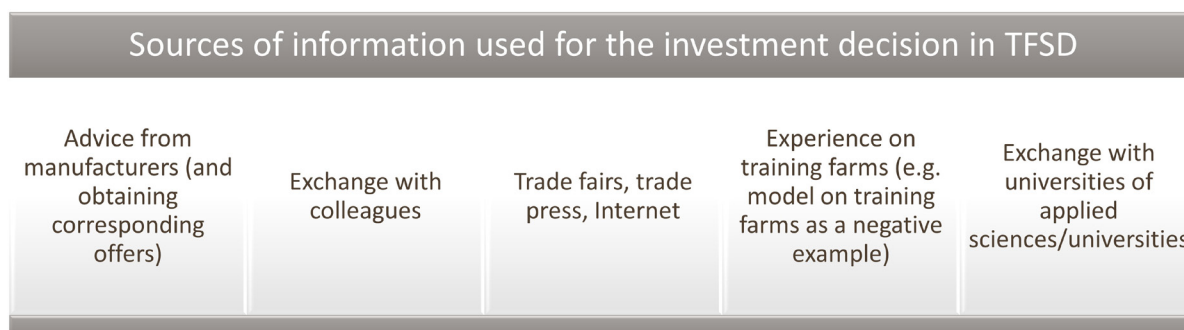 Sources of information used for the investment decision in TFSD
Advice from
manufacturers (and
obtaining
corresponding
offers)
Exchange with
colleagues
Trade fairs, trade
press, Internet
Experience on
training farms (e.g.
model on training
farms as a negative
example)
Exchange with
universities of
applied
sciences/universities